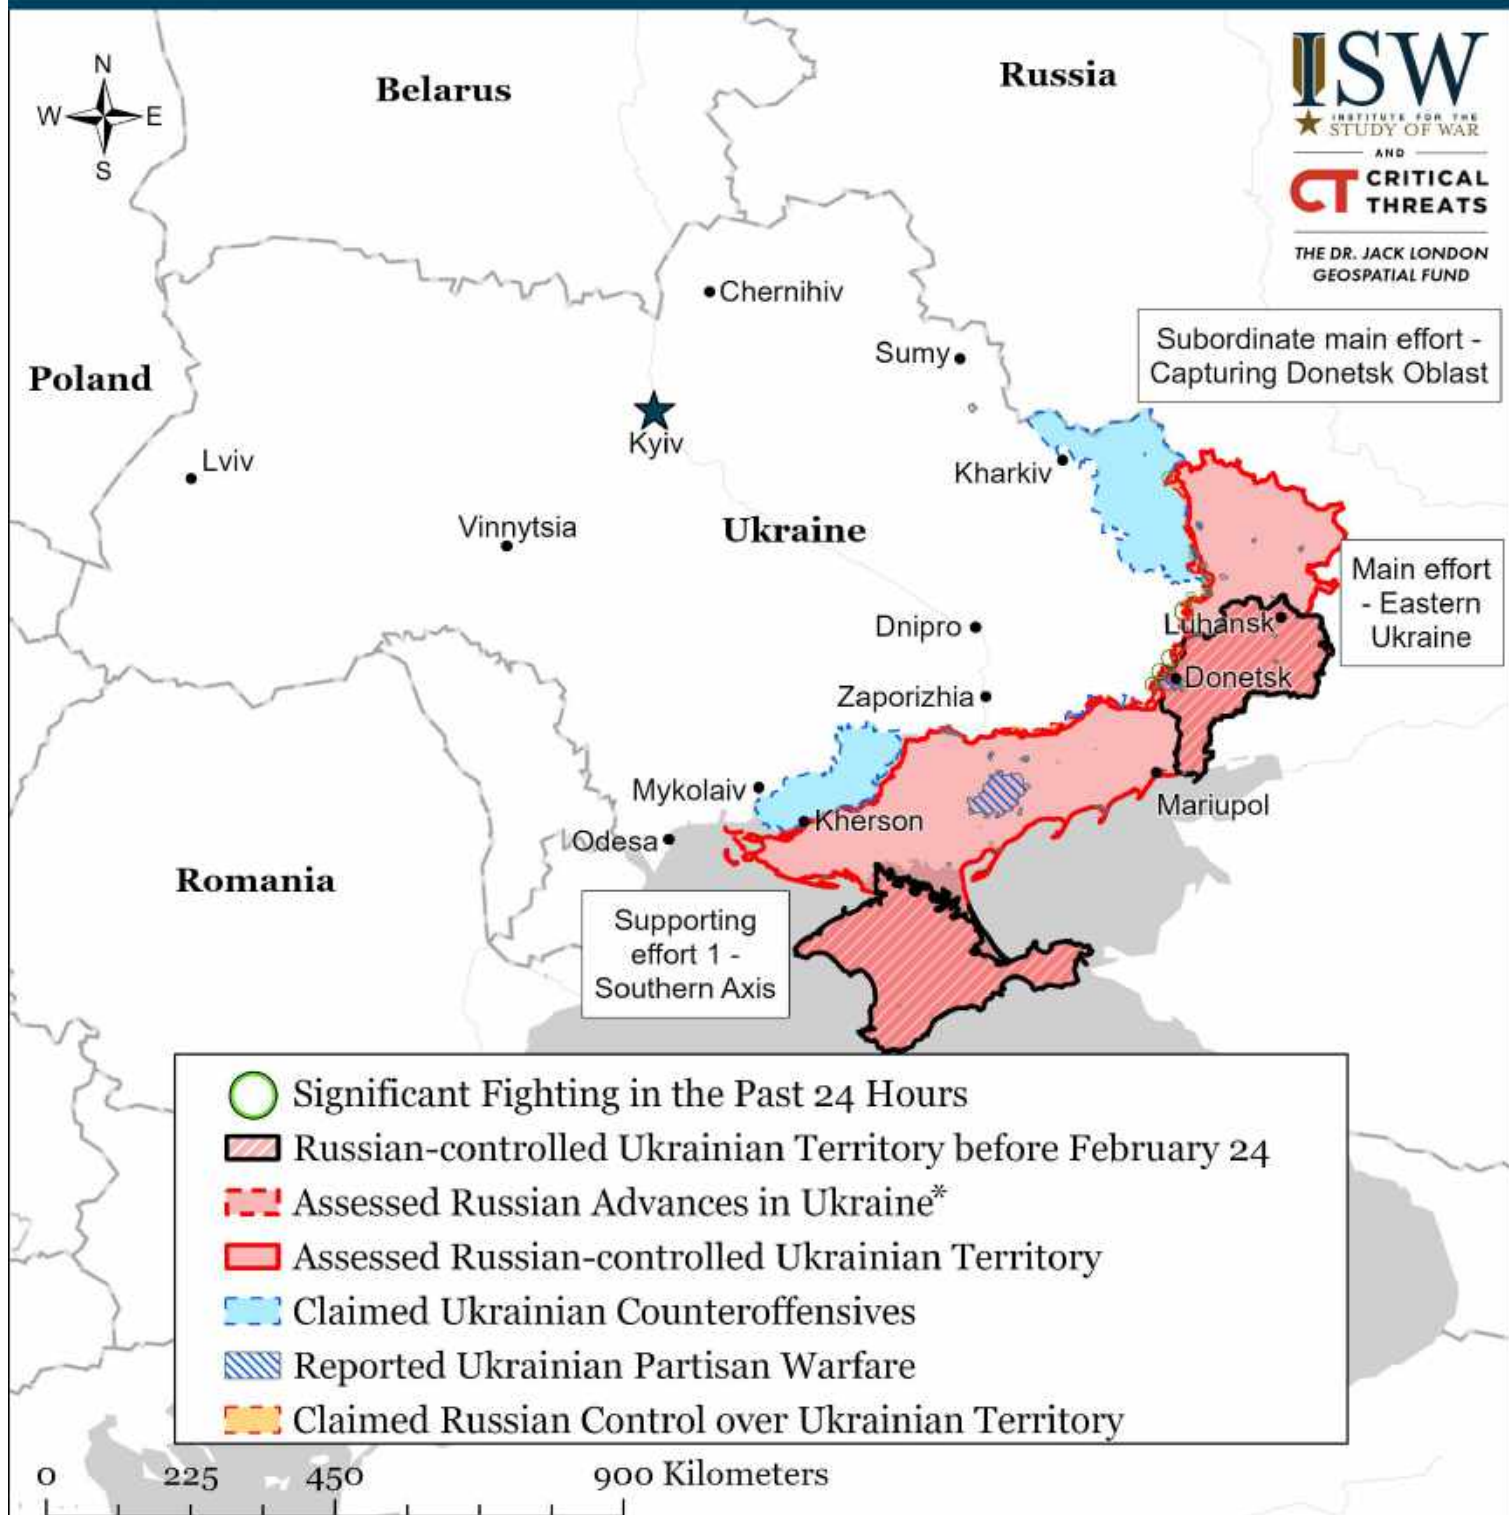 N
W
E
S
Belarus
Russia
ISW
INSTITUTE FOR THE
STUDY OF WAR
AND
CT CRITICAL
THREATS
THE DR. JACK LONDON
GEOSPATIAL FUND
Chernihiv
Subordinate main effort -
Capturing Donetsk Oblast
Sumy
Poland
Kyiv
Lviv
Kharkiv
Vinnytsia
Ukraine
Main effort
- Eastern
Ukraine
Dnipro
Luhansk
Donetsk
Zaporizhia
Mykolaiv
Mariupol
Kherson
Odesa
Romania
Supporting
effort 1 -
Southern Axis
Significant Fighting in the Past 24 Hours
Russian-controlled Ukrainian Territory before February 24
Assessed Russian Advances in Ukraine*
Assessed Russian-controlled Ukrainian Territory
Claimed Ukrainian Counteroffensives
Reported Ukrainian Partisan Warfare
Claimed Russian Control over Ukrainian Territory
0 225 450 900 Kilometers